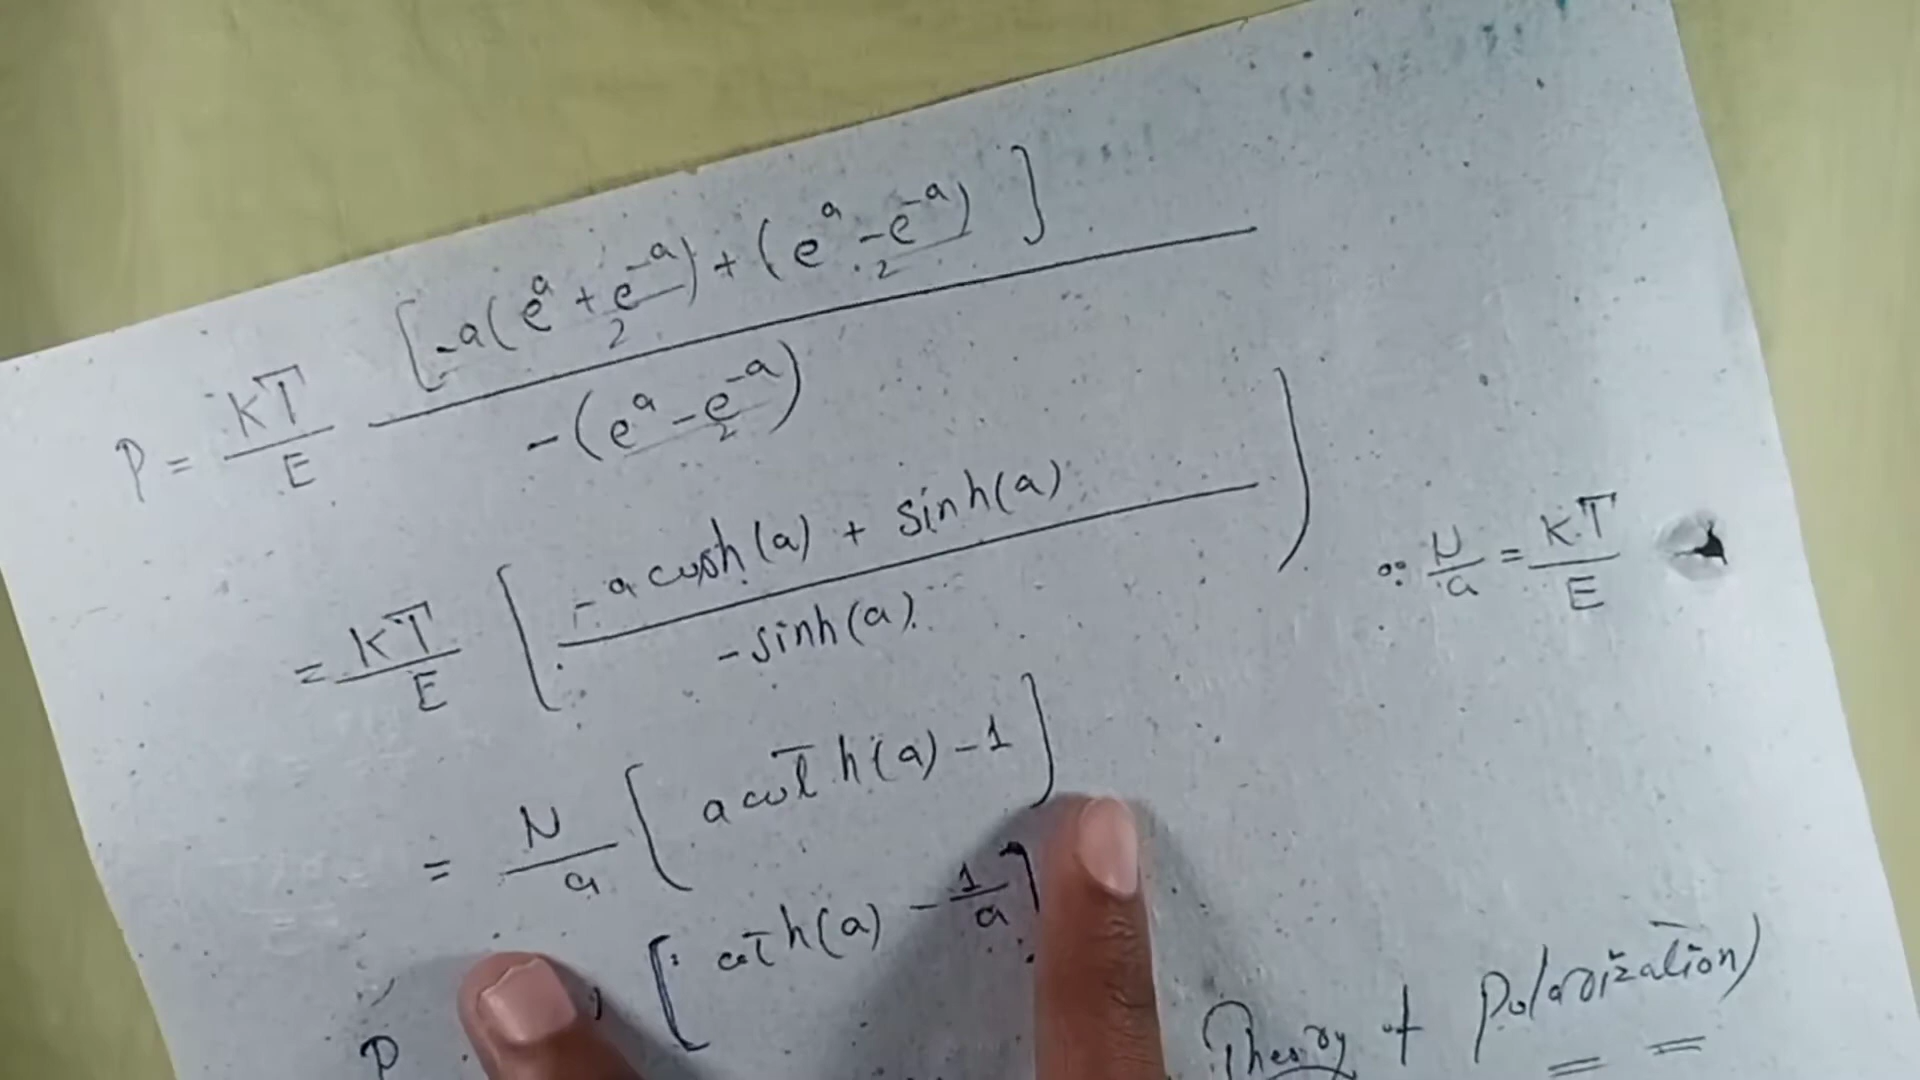 P = KT/E [-a(e^a + e^-a)/2 + (e^a - e^-a)/2] / -(e^a - e^-a)/2
= KT/E [-a cosh(a) + sinh(a) / -sinh(a)] ∵ N/a = KT/E
= N/a [a coth(a) - 1]
P [coth(a) - 1/a]
Theory of Polarization)